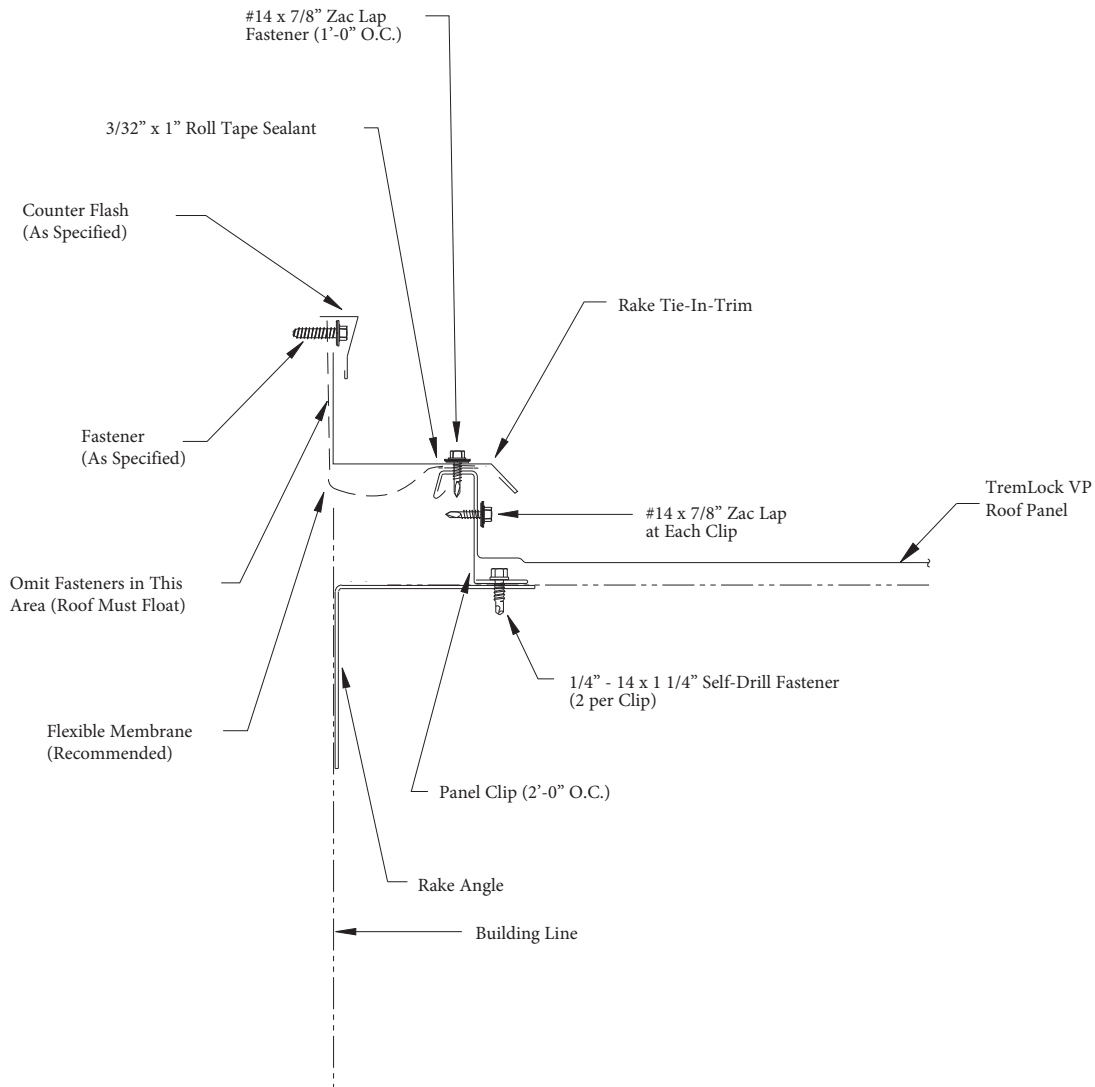 #14 x 7/8” Zac Lap
Fastener (1’-0” O.C.)
3/32” x 1” Roll Tape Sealant
Counter Flash
(As Specified)
Rake Tie-In-Trim
Fastener
(As Specified)
TremLock VP
Roof Panel
#14 x 7/8” Zac Lap
at Each Clip
Omit Fasteners in This
Area (Roof Must Float)
1/4” - 14 x 1 1/4” Self-Drill Fastener
(2 per Clip)
Flexible Membrane
(Recommended)
Panel Clip (2’-0” O.C.)
Rake Angle
Building Line